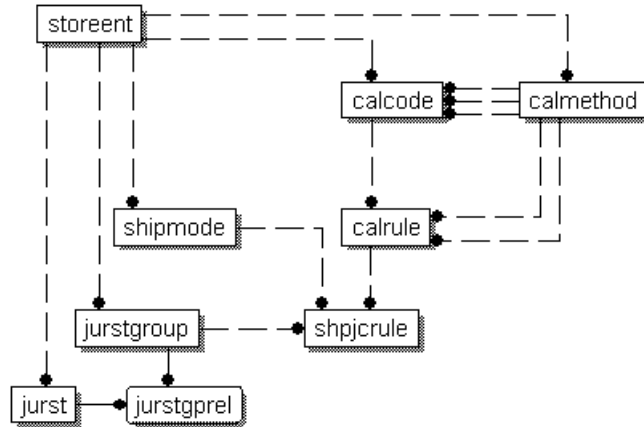 storeent
calcode
calmethod
shipmode
calrule
jurstgroup
shpjcrule
jurst
jurstgprel